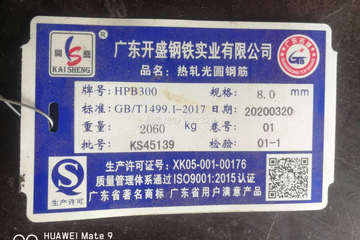 開盛
KAI SHENG
广东开盛钢铁实业有限公司
品名：热轧光圆钢筋
牌号：HPB300 规格：8.0 mm
标准：GB/T1499.1-2017 日期：20200320
重量：2060 kg 卷号：01
批号：KS45139 检验：01-1
生产许可证号：XK05-001-00176
质量管理体系通过ISO9001:2015认证
广东省著名商标 广东省用户满意产品
HUAWEI Mate 9